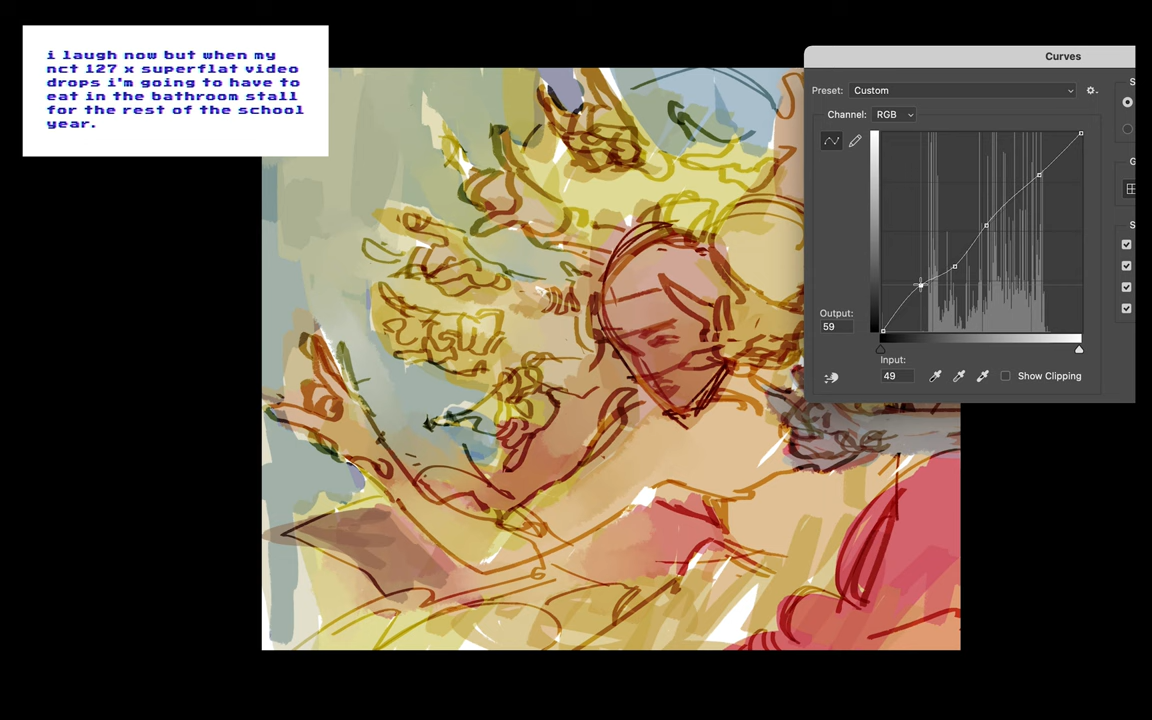 i laugh now but when my
nct 127 x superflat video
drops i'm going to have to
eat in the bathroom stall
for the rest of the school
year.
Curves
Preset: Custom
Channel: RGB
Output:
59
Input:
49
Show Clipping
S
G
S